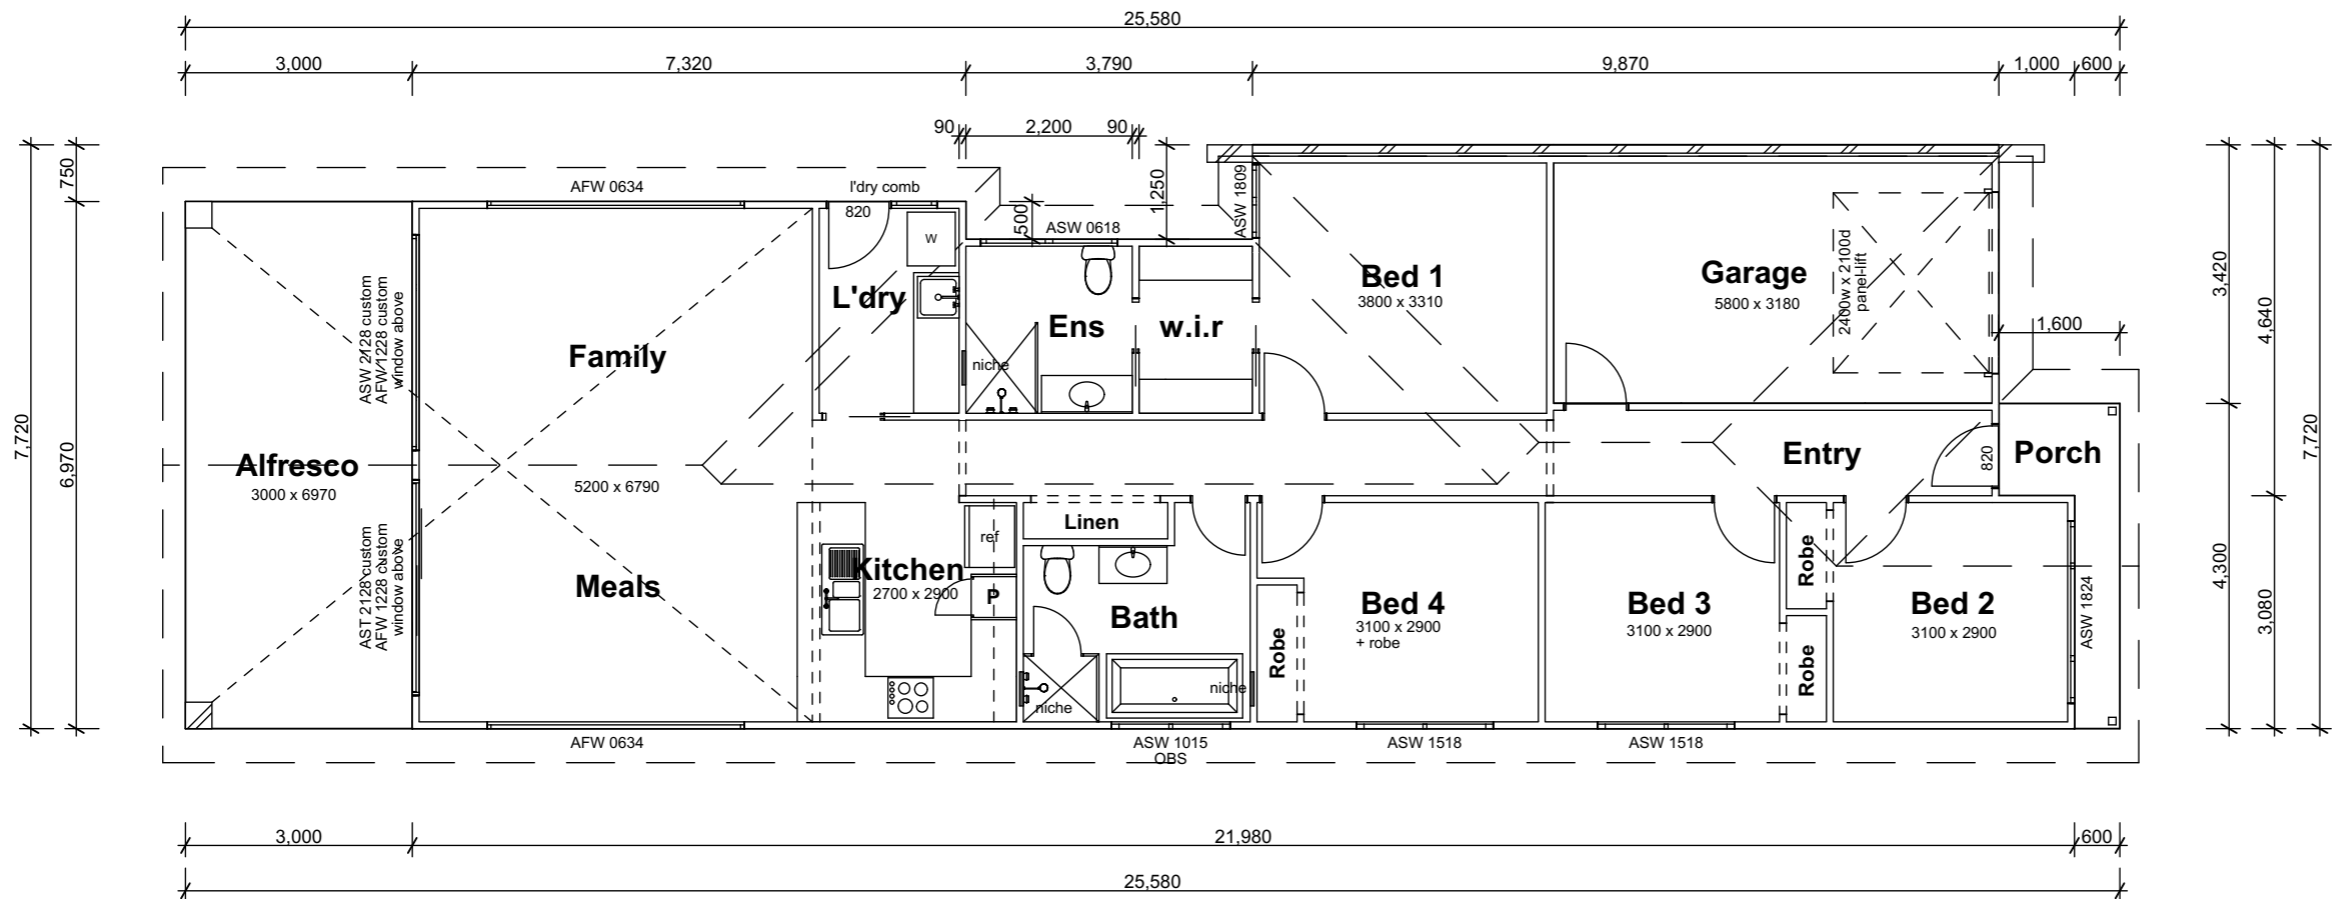 25,580
3,000
7,320
3,790
9,870
1,000
600
90
2,200
90
750
500
1,250
ASW 1809
AFW 0634
l'dry comb
820
W
ASW 0618
L'dry
Ens
w.i.r
niche
Bed 1
3800 x 3310
Garage
5800 x 3180
2400w x 2100d
panel-lift
3,420
4,640
1,600
7,720
6,970
ASW 2128 custom
AFW 1228 custom
window above
Family
Alfresco
3000 x 6970
5200 x 6790
Entry
820
Porch
7,720
AST 2128 custom
AFW 1228 custom
window above
Meals
Kitchen
2700 x 2900
ref
P
Linen
Bath
niche
niche
Robe
Bed 4
3100 x 2900
+ robe
Bed 3
3100 x 2900
Robe
Robe
Bed 2
3100 x 2900
ASW 1824
4,300
3,080
AFW 0634
ASW 1015
OBS
ASW 1518
ASW 1518
3,000
21,980
600
25,580